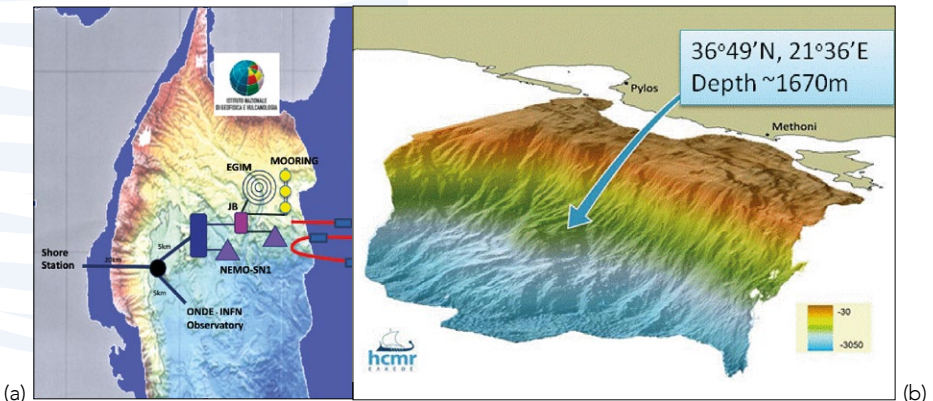 ISTITUTO NAZIONALE
DI GEOFISICA E VULCANOLOGIA
EGIM
MOORING
JB
Shore
Station
20km
5km
NEMO-SN1
5km
ONDE - INFN
Observatory
(a)
36°49'N, 21°36'E
Depth ~1670m
Pylos
Methoni
-30
-3050
hcmr
ΕΛΚΕΘΕ
(b)